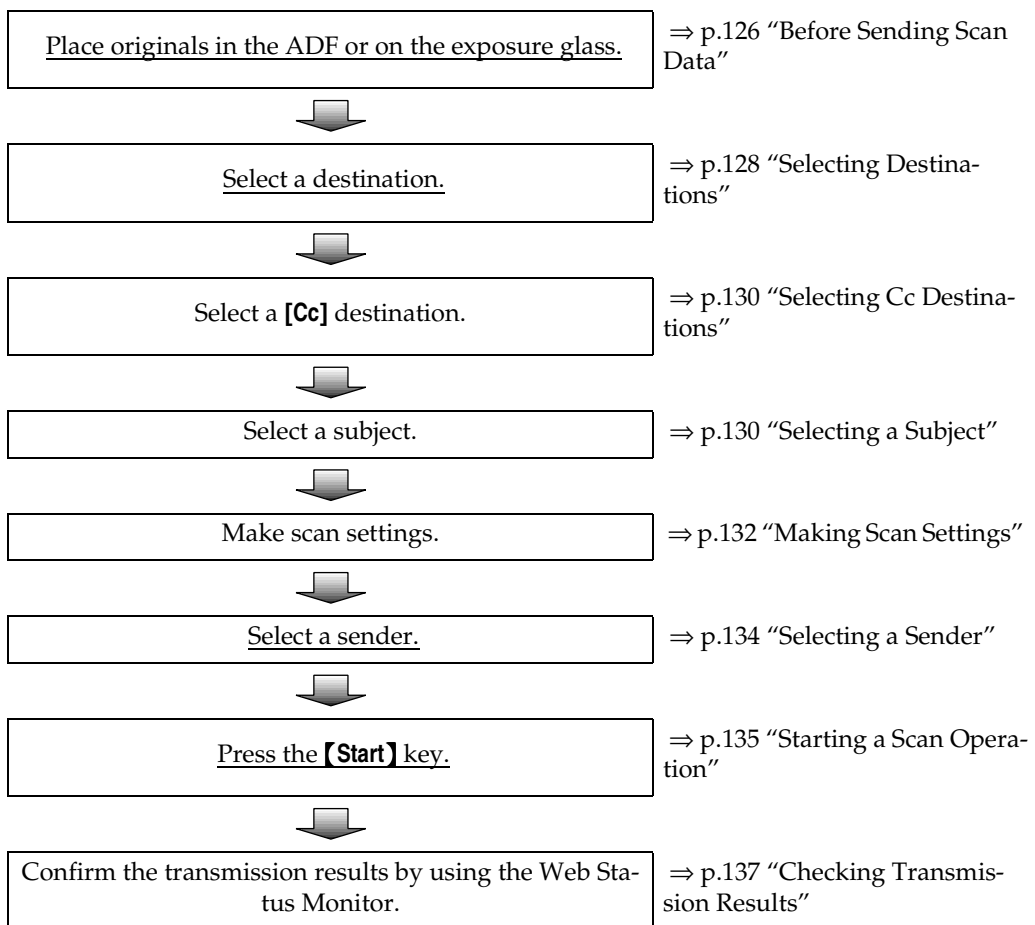 Place originals in the ADF or on the exposure glass.
⇒ p.126 “Before Sending Scan
Data”
Select a destination.
⇒ p.128 “Selecting Destina-
tions”
Select a [Cc] destination.
⇒ p.130 “Selecting Cc Destina-
tions”
Select a subject.
⇒ p.130 “Selecting a Subject”
Make scan settings.
⇒ p.132 “Making Scan Settings”
Select a sender.
⇒ p.134 “Selecting a Sender”
Press the 【Start】 key.
⇒ p.135 “Starting a Scan Opera-
tion”
Confirm the transmission results by using the Web Sta-
tus Monitor.
⇒ p.137 “Checking Transmis-
sion Results”